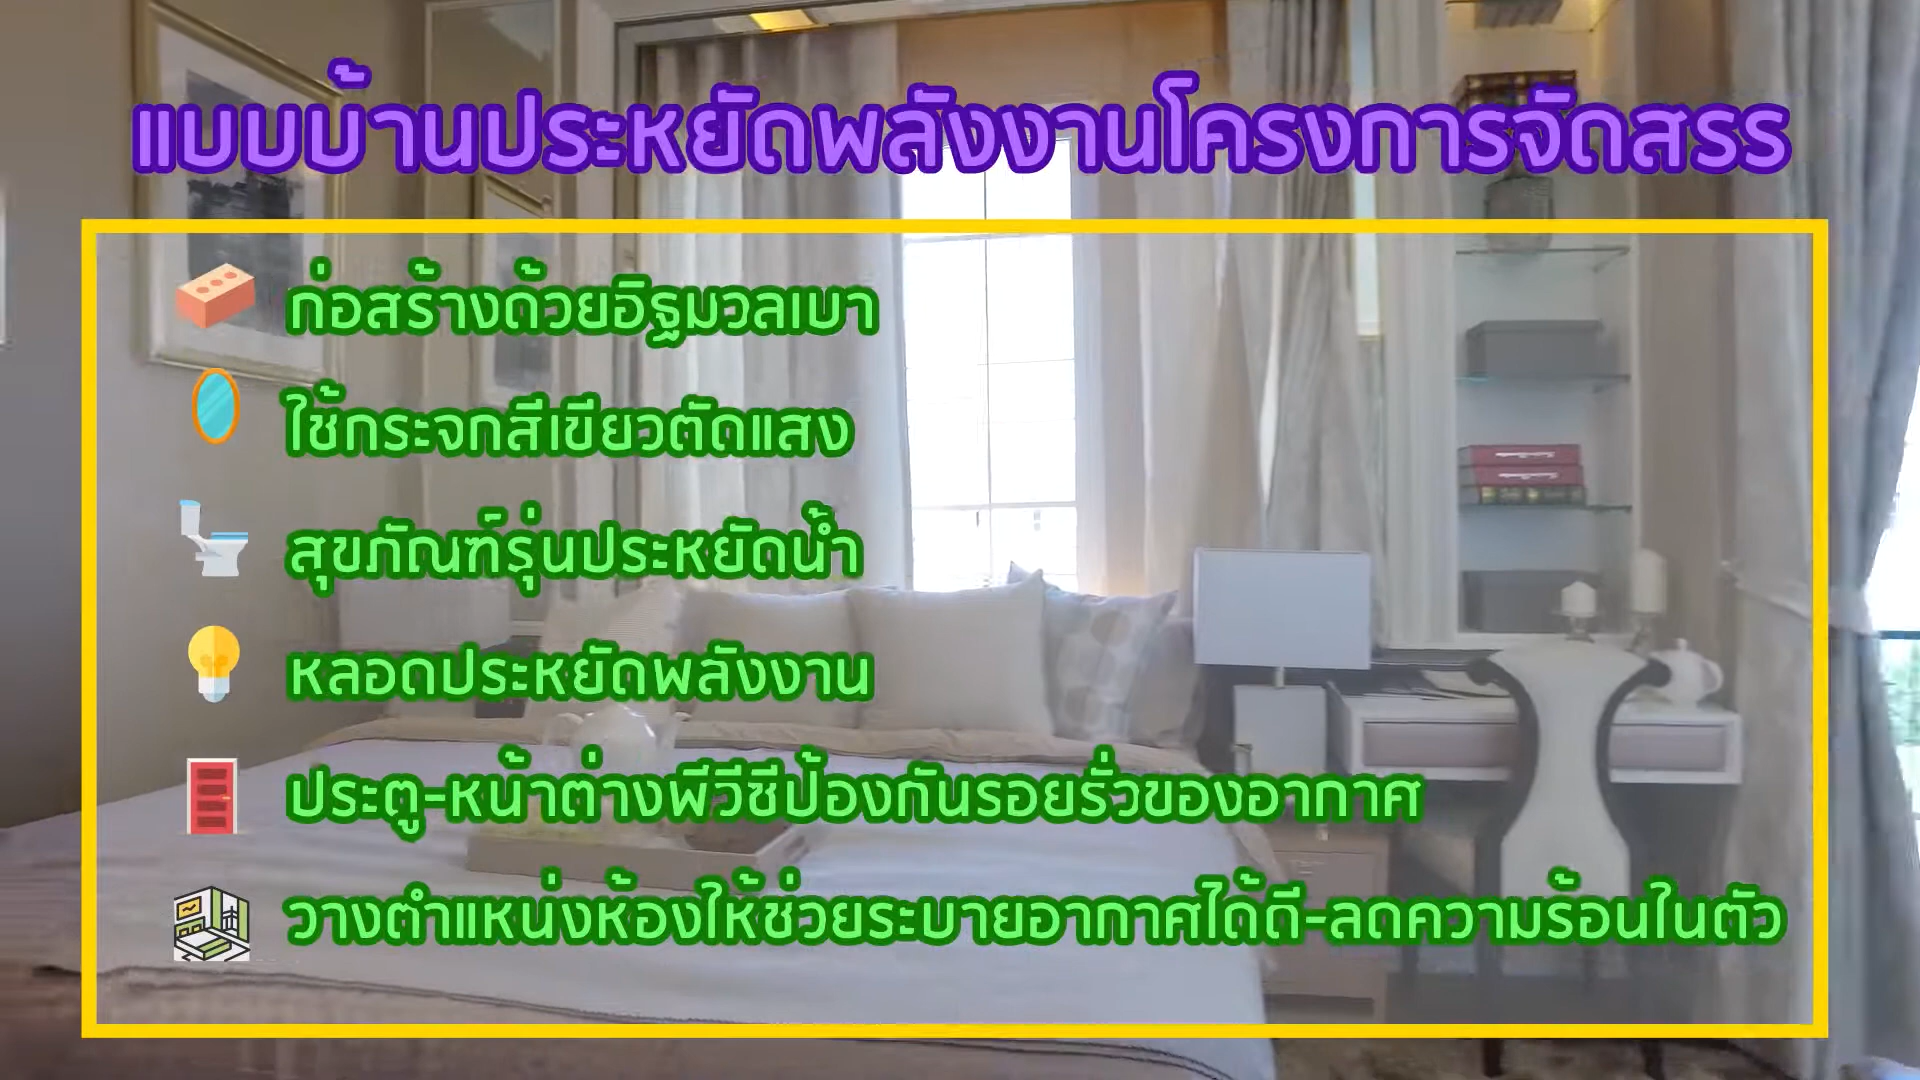 แบบบ้านประหยัดพลังงานโครงการจัดสรร
ก่อสร้างด้วยอิฐมวลเบา
ใช้กระจกสีเขียวตัดแสง
สุขภัณฑ์รุ่นประหยัดน้ำ
หลอดประหยัดพลังงาน
ประตู-หน้าต่างพีวีซีป้องกันรอยรั่วของอากาศ
วางตำแหน่งห้องให้ช่วยระบายอากาศได้ดี-ลดความร้อนในตัว